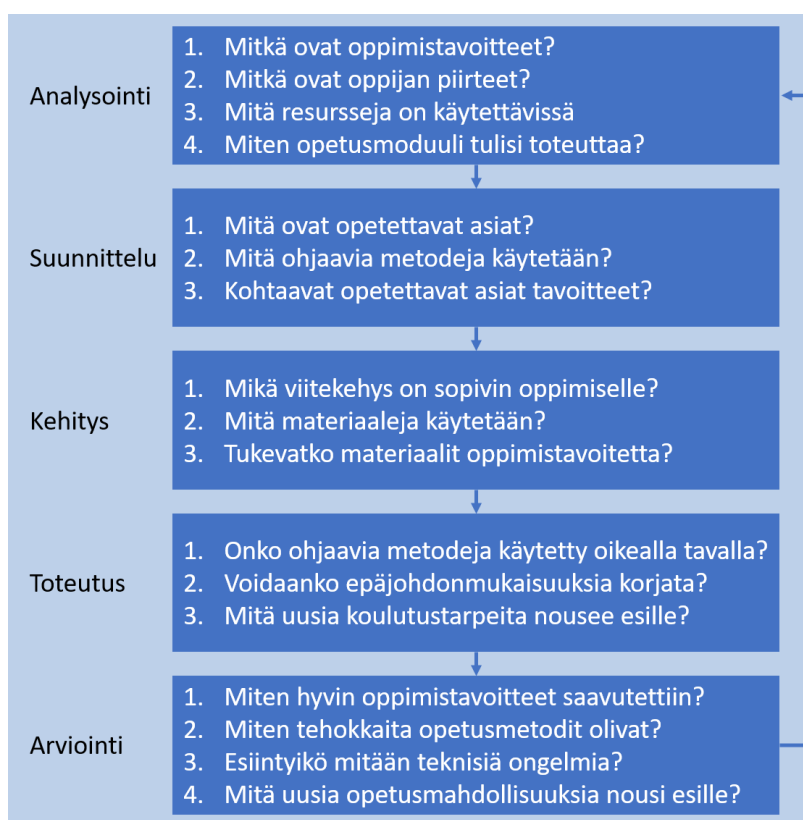 Analysointi
1. Mitkä ovat oppimistavoitteet?
2. Mitkä ovat oppijan piirteet?
3. Mitä resursseja on käytettävissä
4. Miten opetusmoduuli tulisi toteuttaa?
Suunnittelu
1. Mitä ovat opetettavat asiat?
2. Mitä ohjaavia metodeja käytetään?
3. Kohtaavat opetettavat asiat tavoitteet?
Kehitys
1. Mikä viitekehys on sopivin oppimiselle?
2. Mitä materiaaleja käytetään?
3. Tukevatko materiaalit oppimistavoitetta?
Toteutus
1. Onko ohjaavia metodeja käytetty oikealla tavalla?
2. Voidaanko epäjohdonmukaisuuksia korjata?
3. Mitä uusia koulutustarpeita nousee esille?
Arviointi
1. Miten hyvin oppimistavoitteet saavutettiin?
2. Miten tehokkaita opetusmetodit olivat?
3. Esiintyikö mitään teknisiä ongelmia?
4. Mitä uusia opetusmahdollisuuksia nousi esille?